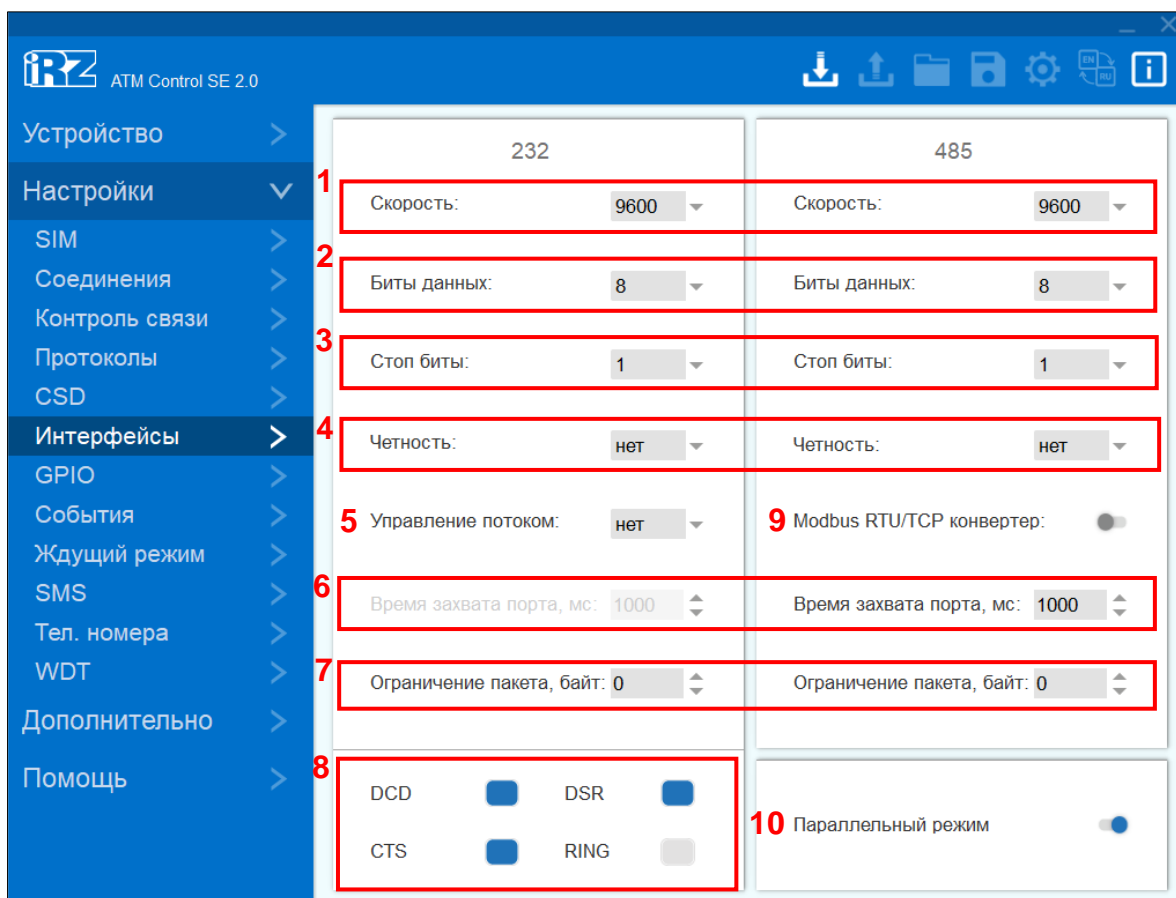 iRZ ATM Control SE 2.0
EN
RU
i
Устройство
Настройки
SIM
Соединения
Контроль связи
Протоколы
CSD
Интерфейсы
GPIO
События
Ждущий режим
SMS
Тел. номера
WDT
Дополнительно
Помощь
232
485
1 Скорость: 9600 Скорость: 9600
2 Биты данных: 8 Биты данных: 8
3 Стоп биты: 1 Стоп биты: 1
4 Четность: нет Четность: нет
5 Управление потоком: нет 9 Modbus RTU/TCP конвертер:
6 Время захвата порта, мс: 1000 Время захвата порта, мс: 1000
7 Ограничение пакета, байт: 0 Ограничение пакета, байт: 0
8 DCD DSR
CTS RING
10 Параллельный режим